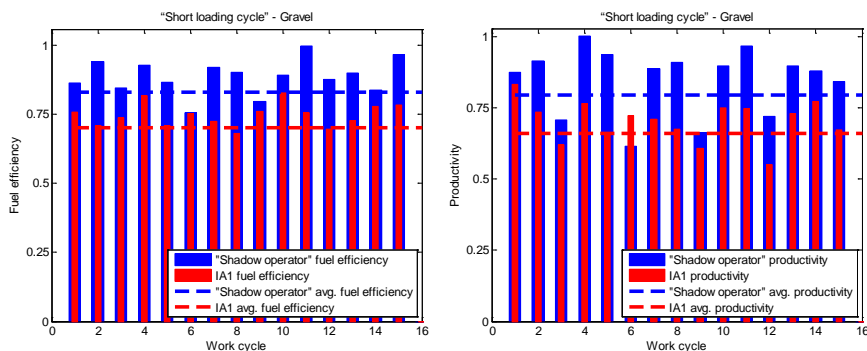 "Short loading cycle" - Gravel
1
0.75
0.5
0.25
0
Fuel efficiency
"Shadow operator" fuel efficiency
IA1 fuel efficiency
"Shadow operator" avg. fuel efficiency
IA1 avg. fuel efficiency
0 2 4 6 8 10 12 14 16
Work cycle
"Short loading cycle" - Gravel
1
0.75
0.5
0.25
0
Productivity
"Shadow operator" productivity
IA1 productivity
"Shadow operator" avg. productivity
IA1 avg. productivity
0 2 4 6 8 10 12 14 16
Work cycle